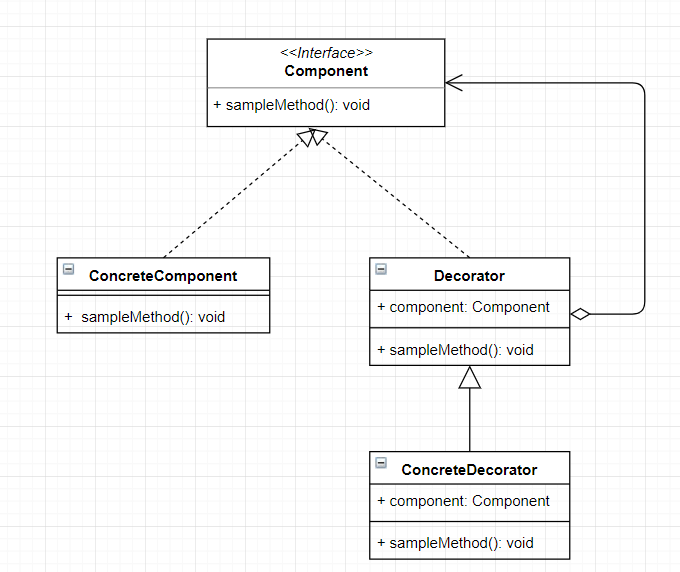 <<Interface>>
Component
+ sampleMethod(): void
ConcreteComponent
+ sampleMethod(): void
Decorator
+ component: Component
+ sampleMethod(): void
ConcreteDecorator
+ component: Component
+ sampleMethod(): void